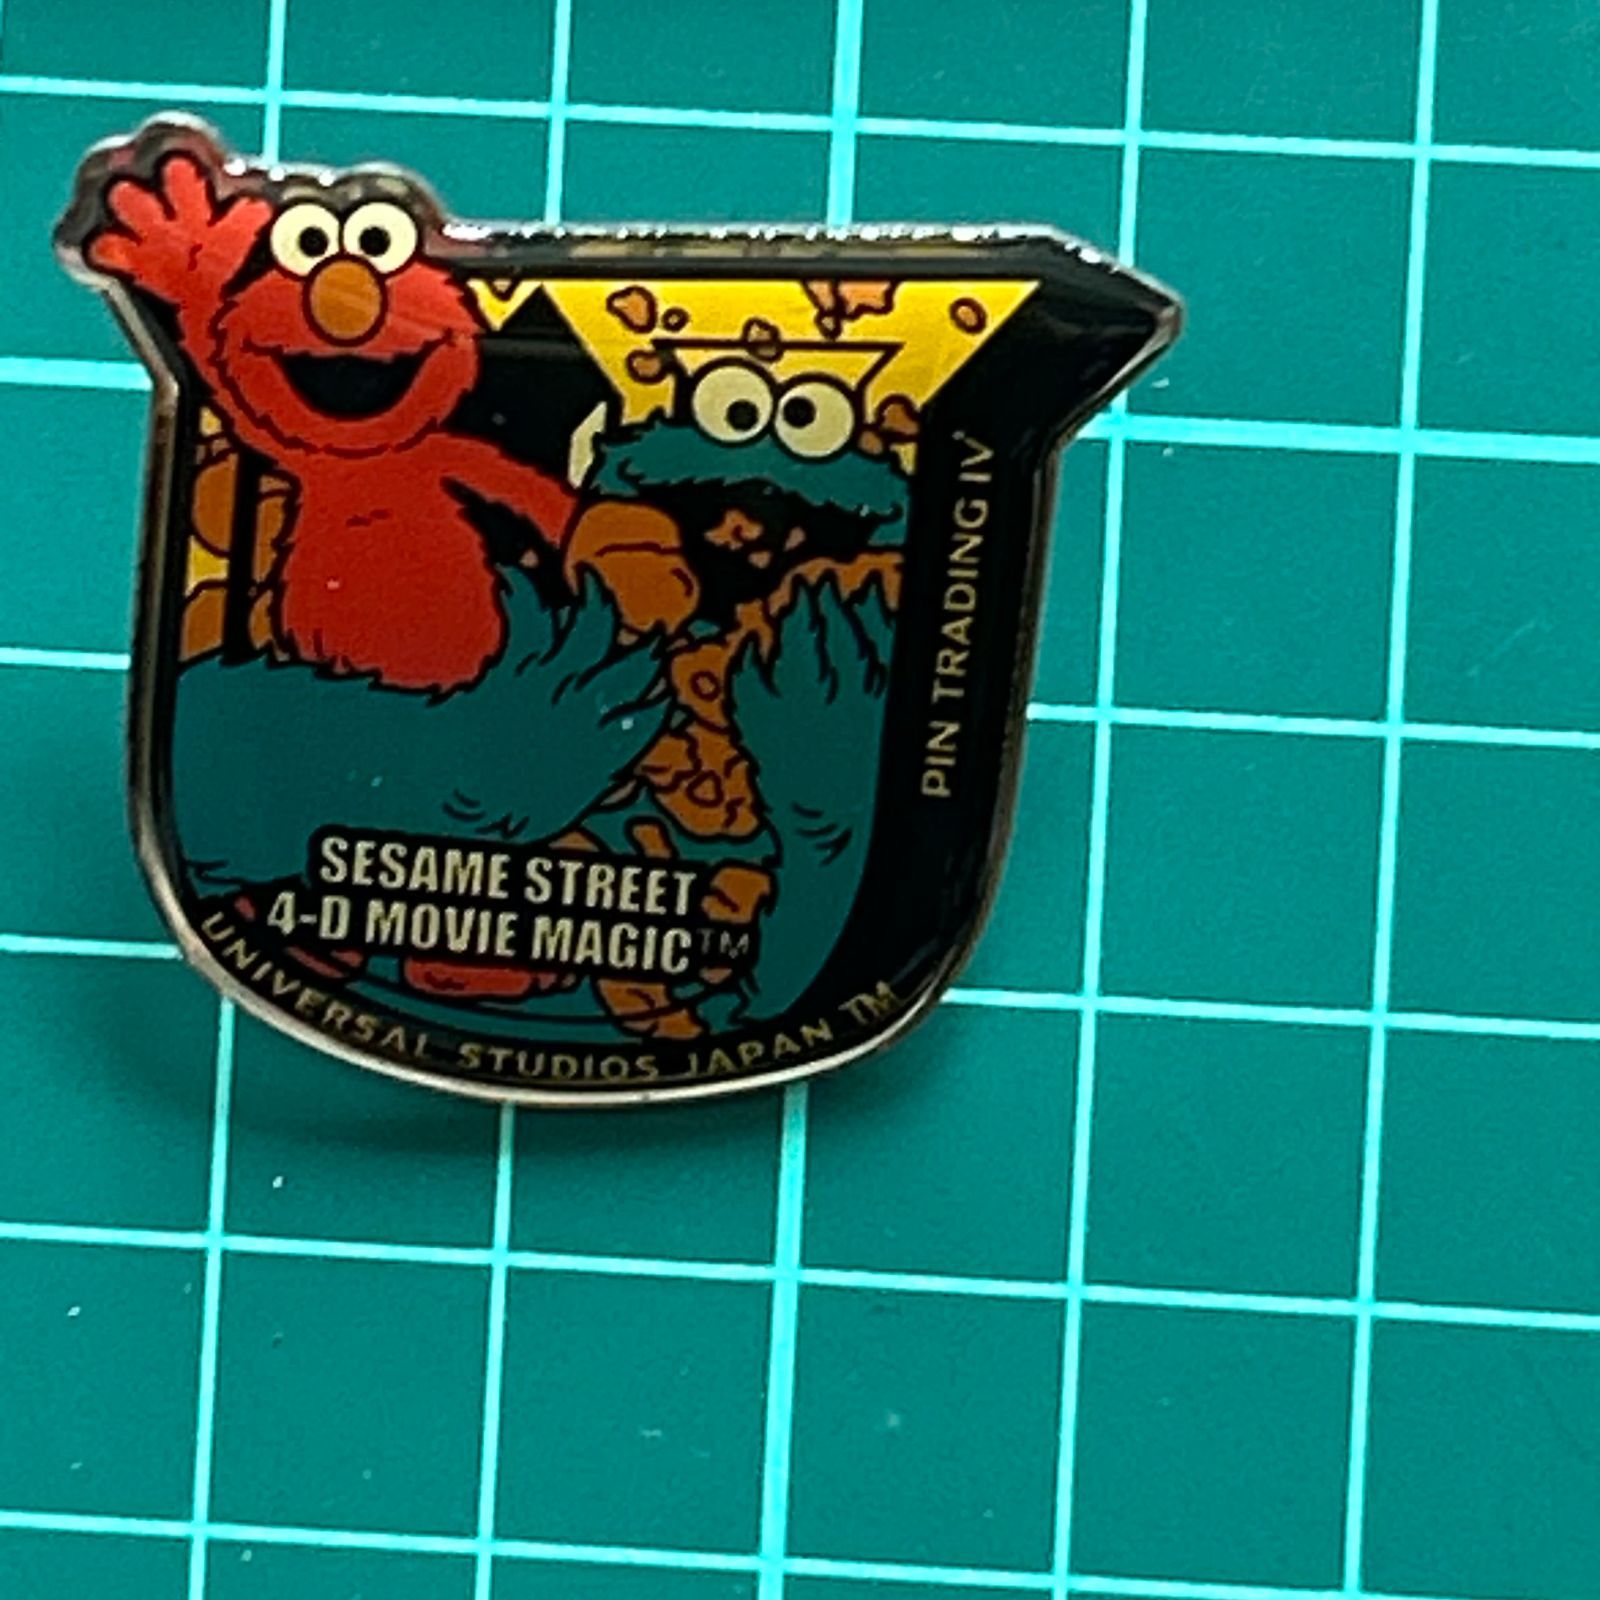 PIN TRADING IV
SESAME STREET
4-D MOVIE MAGIC™
UNIVERSAL STUDIOS JAPAN TM